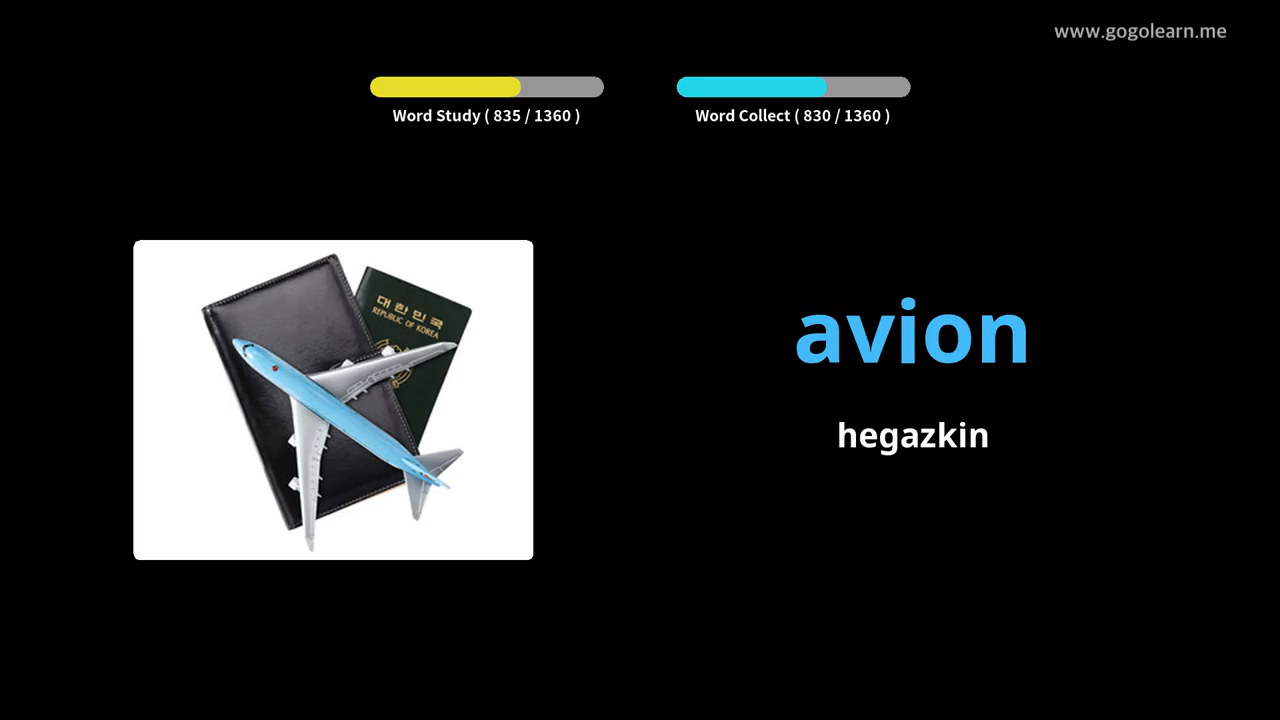 www.gogolearn.me
Word Study ( 835 / 1360 )
Word Collect ( 830 / 1360 )
대한민국
REPUBLIC OF KOREA
avion
hegazkin